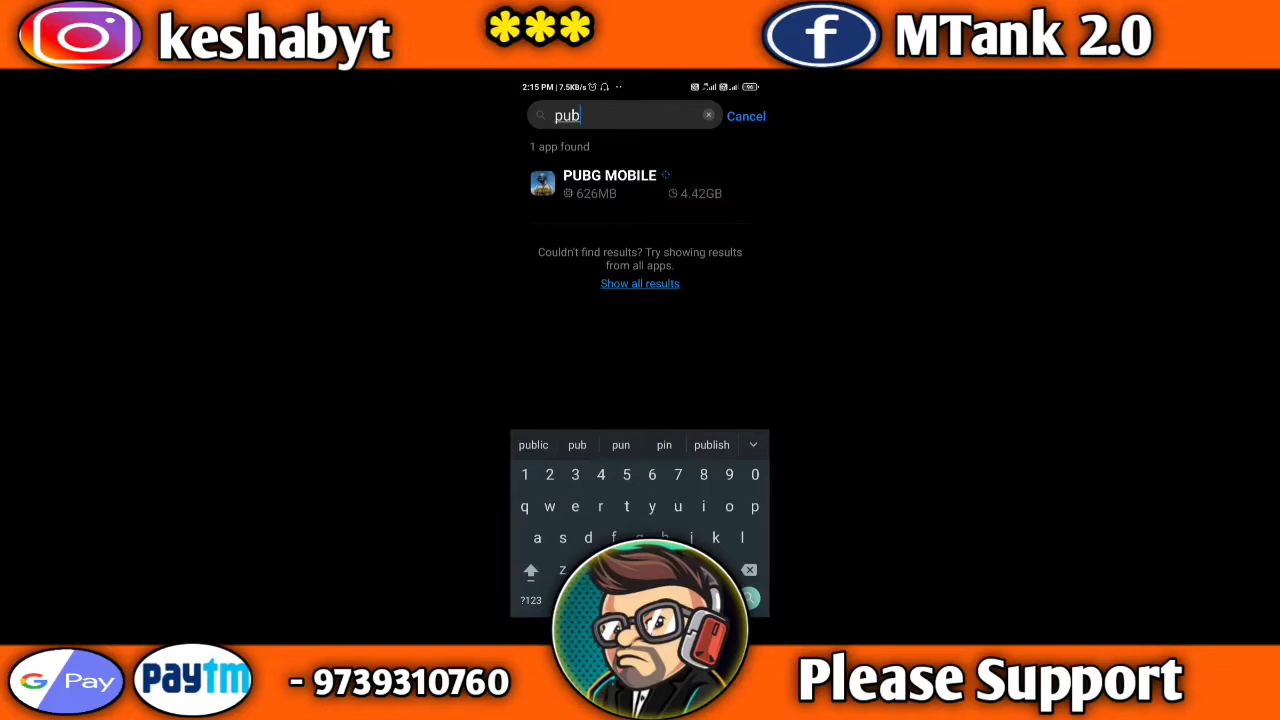 keshabyt
***
f MTank 2.0
2:15 PM | 7.5KB/s
96
pub
Cancel
1 app found
PUBG MOBILE
626MB 4.42GB
Couldn't find results? Try showing results
from all apps.
Show all results
public pub pun pin publish
1 2 3 4 5 6 7 8 9 0
q w e r t y u i o p
a s d f g h j k l
z
?123
G Pay paytm - 9739310760
Please Support